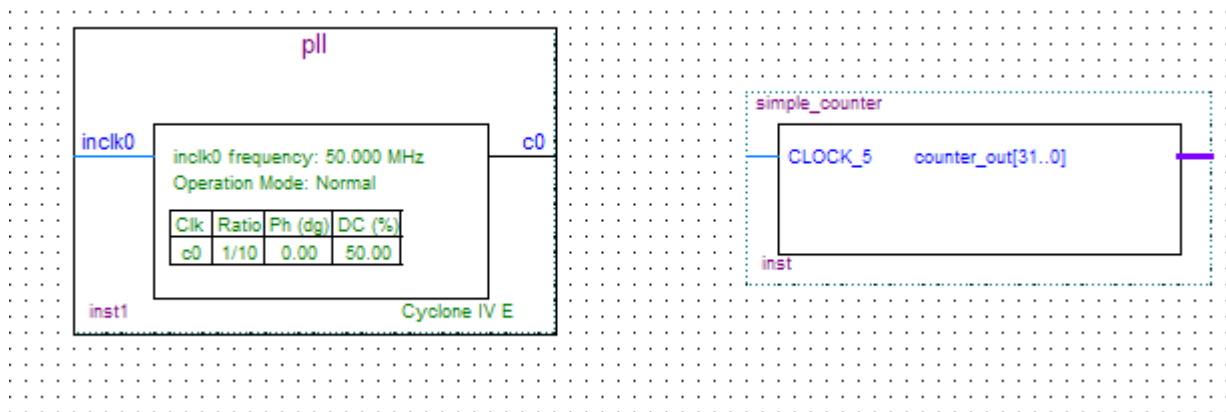 pll
inclk0
c0
inclk0 frequency: 50.000 MHz
Operation Mode: Normal
Clk Ratio Ph (dg) DC (%)
c0 1/10 0.00 50.00
inst1
Cyclone IV E
simple_counter
CLOCK_5 counter_out[31..0]
inst